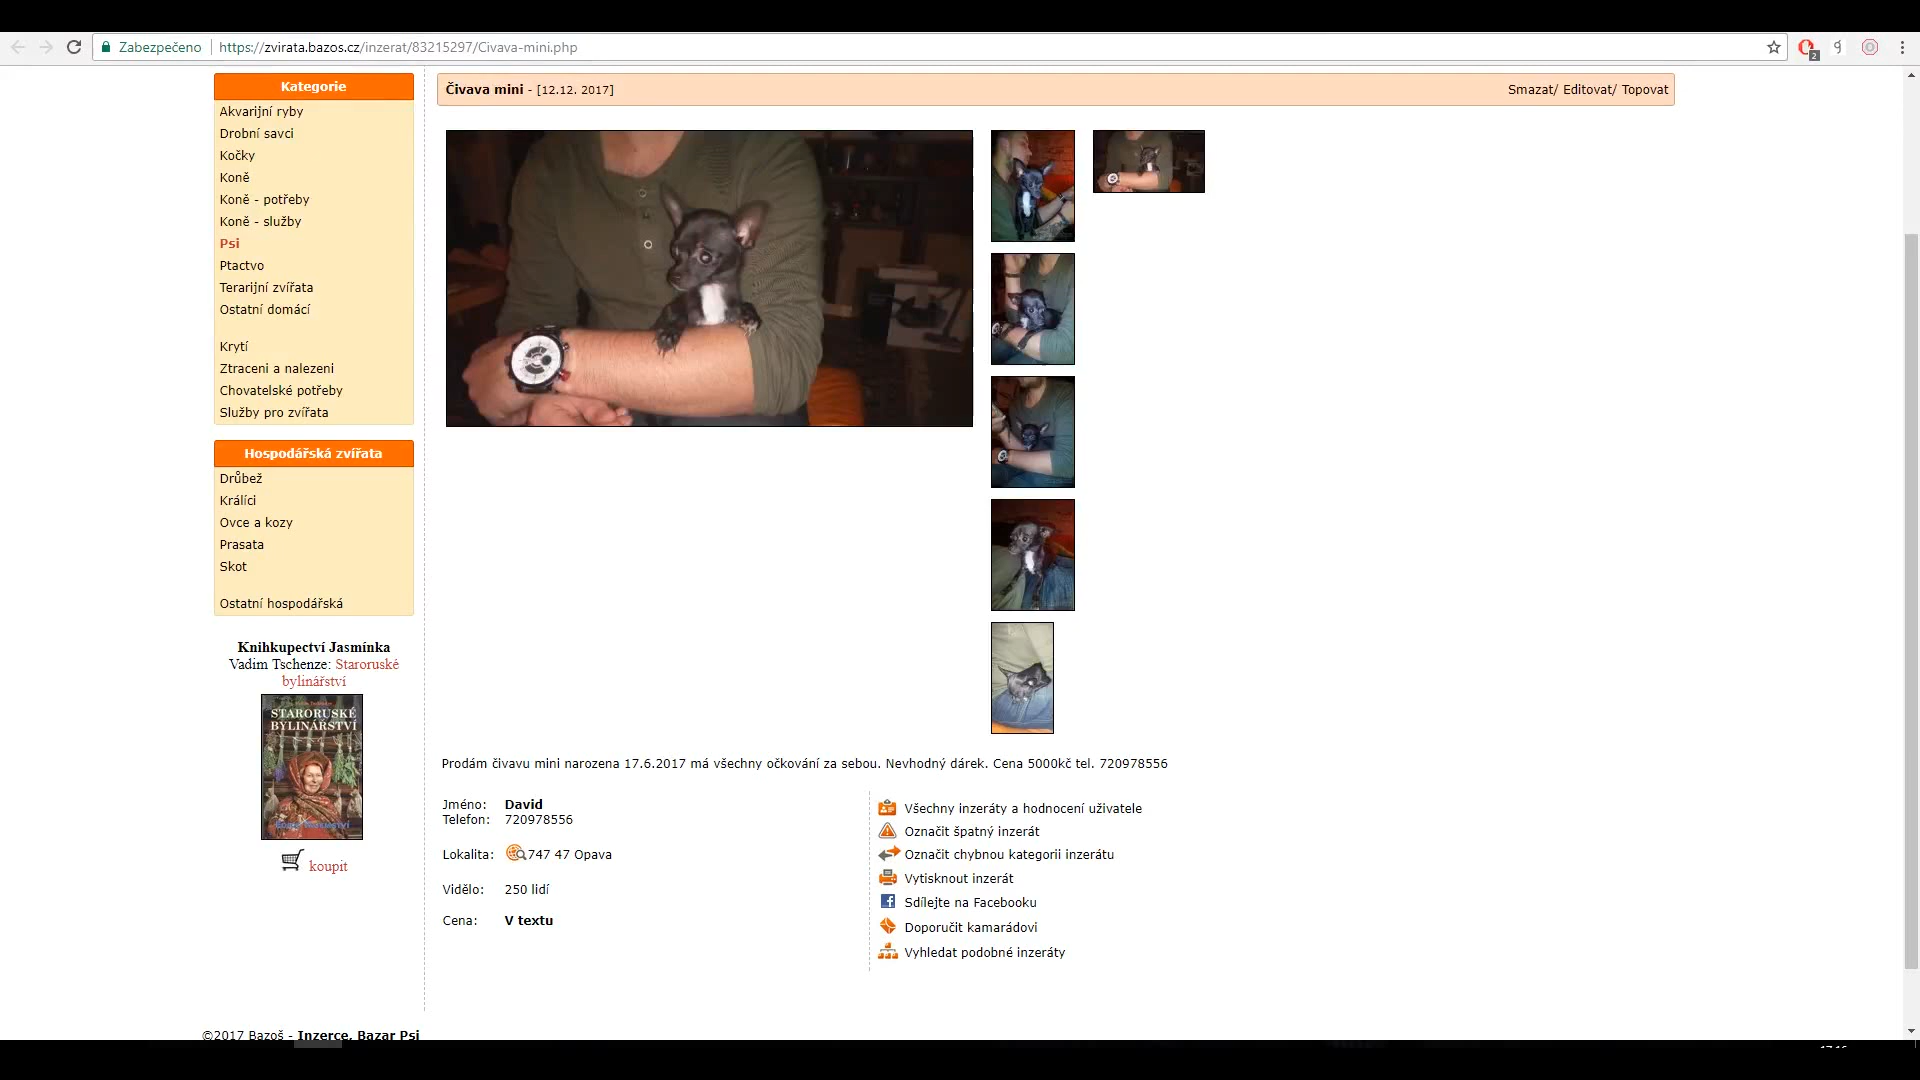 Zabezpečeno
https://zvirata.bazos.cz/inzerat/83215297/Civava-mini.php
2
Kategorie
Akvarijní ryby
Drobní savci
Kočky
Koně
Koně - potřeby
Koně - služby
Psi
Ptactvo
Terarijní zvířata
Ostatní domácí
Krytí
Ztraceni a nalezeni
Chovatelské potřeby
Služby pro zvířata
Hospodářská zvířata
Drůbež
Králíci
Ovce a kozy
Prasata
Skot
Ostatní hospodářská
Knihkupectví Jasmínka
Vadim Tschenze: Staroruské
bylinářství
STARORUSKÉ
BYLINÁŘSTVÍ
koupit
Čivava mini - [12.12. 2017]
Smazat/ Editovat/ Topovat
Prodám čivavu mini narozena 17.6.2017 má všechny očkování za sebou. Nevhodný dárek. Cena 5000kč tel. 720978556
Jméno: David
Telefon: 720978556
Lokalita: 747 47 Opava
Vidělo: 250 lidí
Cena: V textu
Všechny inzeráty a hodnocení uživatele
Označit špatný inzerát
Označit chybnou kategorii inzerátu
Vytisknout inzerát
Sdílejte na Facebooku
Doporučit kamarádovi
Vyhledat podobné inzeráty
©2017 Bazoš - Inzerce, Bazar Psi